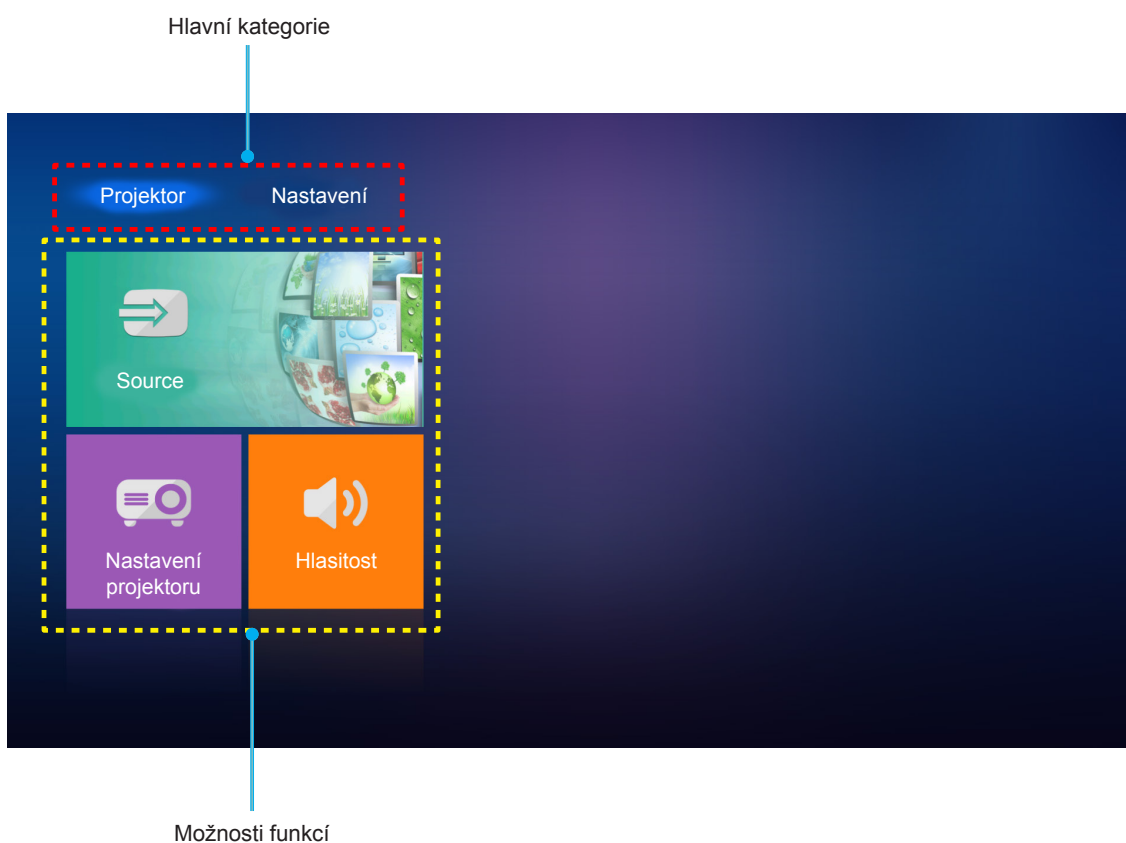 Hlavní kategorie
Projektor Nastavení
Source
Nastavení
projektoru
Hlasitost
Možnosti funkcí